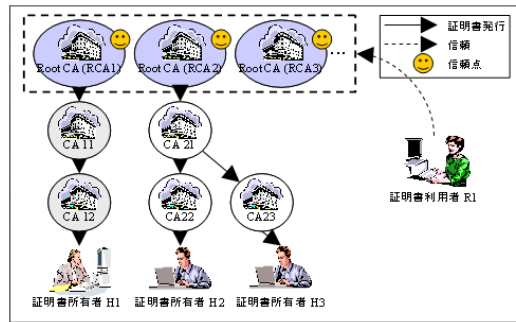 Root CA (RCA1)
Root CA (RCA2)
Root CA (RCA3)
...
証明書発行
信頼
信頼点
CA 11
CA 21
CA 12
CA22
CA23
証明書利用者 R1
証明書所有者 H1
証明書所有者 H2
証明書所有者 H3